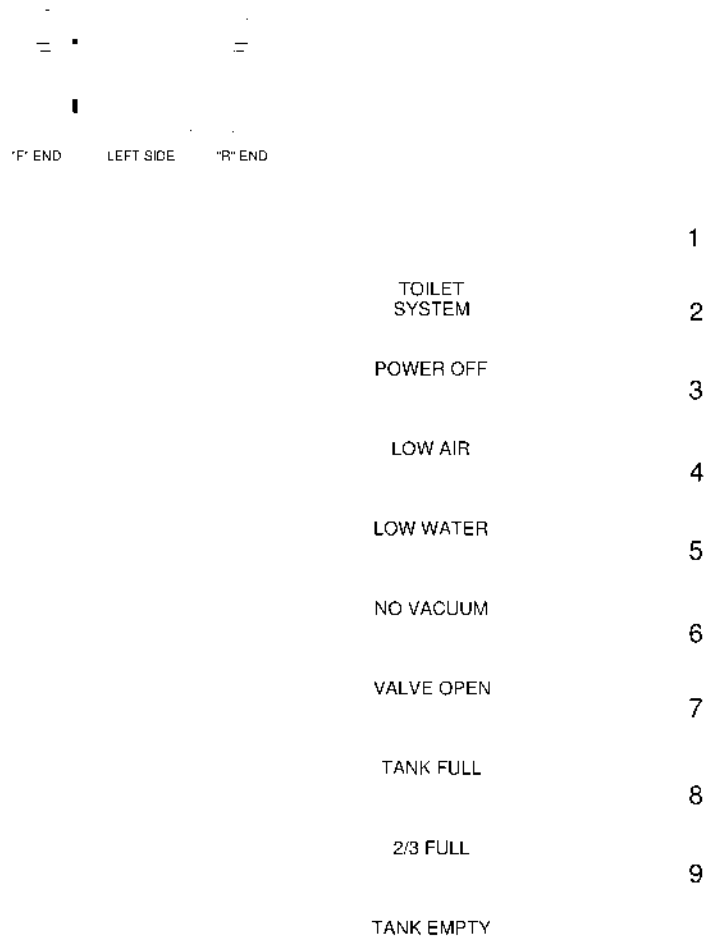 "F" END LEFT SIDE "R" END
1
TOILET
SYSTEM
2
POWER OFF
3
LOW AIR
4
LOW WATER
5
NO VACUUM
6
VALVE OPEN
7
TANK FULL
8
2/3 FULL
9
TANK EMPTY